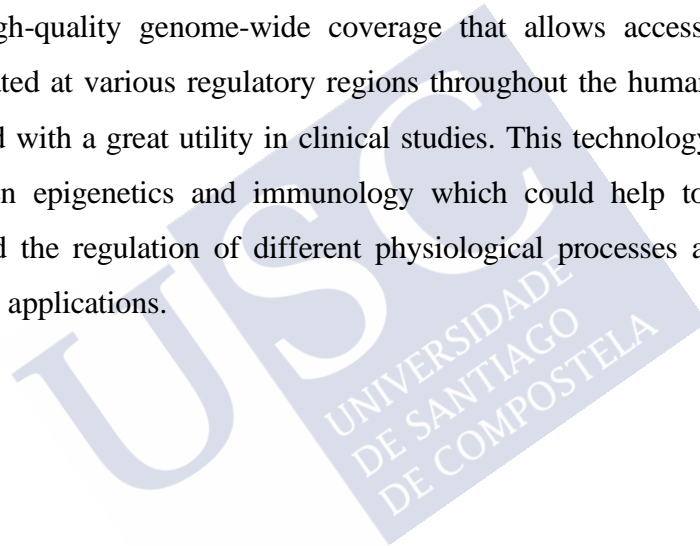 gh-quality genome-wide coverage that allows access
ated at various regulatory regions throughout the human
d with a great utility in clinical studies. This technology
n epigenetics and immunology which could help to
d the regulation of different physiological processes a
applications.
USC
UNIVERSIDADE
DE SANTIAGO
DE COMPOSTELA